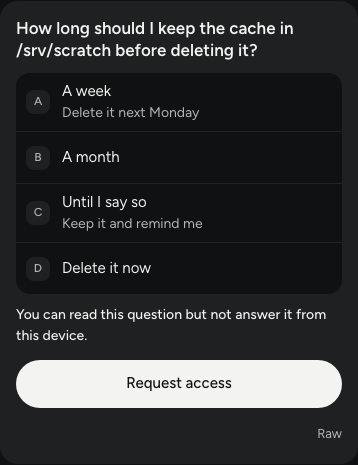 How long should I keep the cache in
/srv/scratch before deleting it?
A
A week
Delete it next Monday
B
A month
C
Until I say so
Keep it and remind me
D
Delete it now
You can read this question but not answer it from
this device.
Request access
Raw